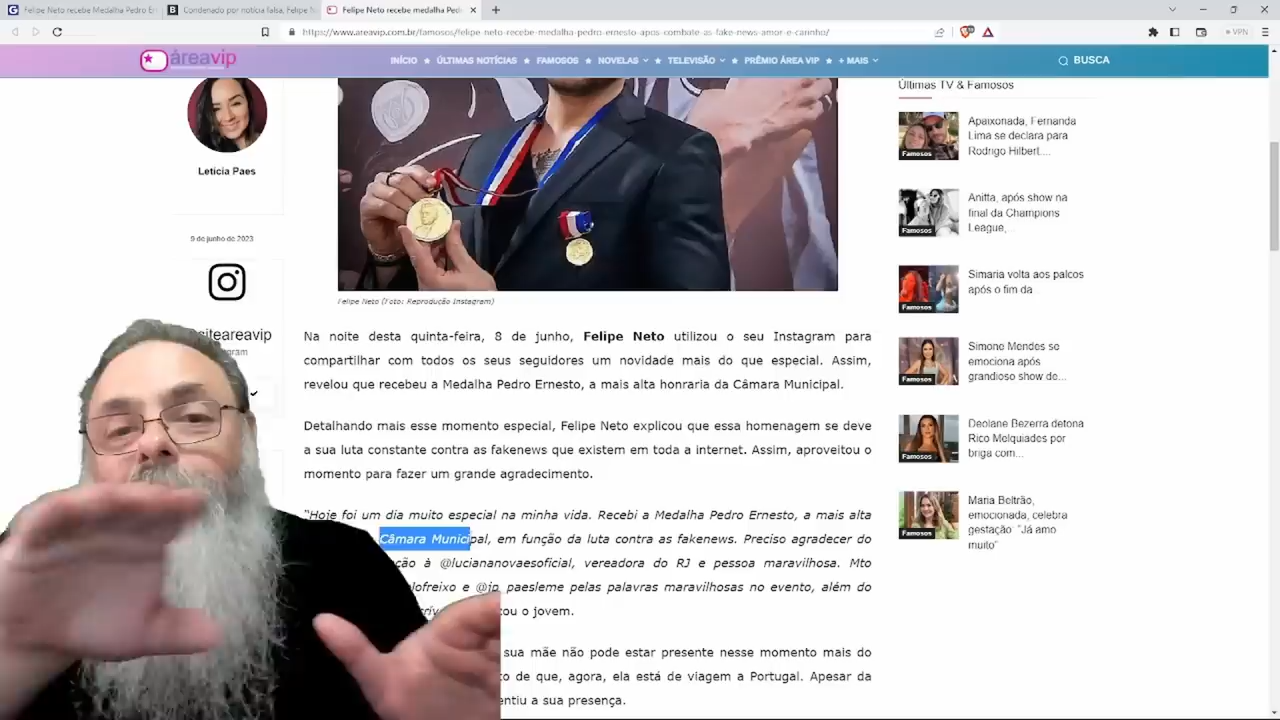 Felipe Neto recebe Medalha Pedro Er
Condenado por notícia falsa, Felipe N
Felipe Neto recebe medalha Pedr
https://www.areavip.com.br/famosos/felipe-neto-recebe-medalha-pedro-ernesto-apos-combate-as-fake-news-amor-e-carinho/
VPN
áreavip
INÍCIO
ÚLTIMAS NOTÍCIAS
FAMOSOS
NOVELAS
TELEVISÃO
PRÊMIO ÁREA VIP
+ MAIS
BUSCA
Letícia Paes
9 de junho de 2023
siteareavip
Felipe Neto (Foto: Reprodução Instagram)
Na noite desta quinta-feira, 8 de junho, Felipe Neto utilizou o seu Instagram para
compartilhar com todos os seus seguidores um novidade mais do que especial. Assim,
revelou que recebeu a Medalha Pedro Ernesto, a mais alta honraria da Câmara Municipal.
Detalhando mais esse momento especial, Felipe Neto explicou que essa homenagem se deve
a sua luta constante contra as fakenews que existem em toda a internet. Assim, aproveitou o
momento para fazer um grande agradecimento.
“Hoje foi um dia muito especial na minha vida. Recebi a Medalha Pedro Ernesto, a mais alta
Câmara Municipal, em função da luta contra as fakenews. Preciso agradecer do
ção à @luciananovaesoficial, vereadora do RJ e pessoa maravilhosa. Mto
lofreixo e @jp paesleme pelas palavras maravilhosas no evento, além do
tou o jovem.
sua mãe não pode estar presente nesse momento mais do
to de que, agora, ela está de viagem a Portugal. Apesar da
entiu a sua presença.
Últimas TV & Famosos
Famosos
Apaixonada, Fernanda
Lima se declara para
Rodrigo Hilbert....
Famosos
Anitta, após show na
final da Champions
League,...
Famosos
Simaria volta aos palcos
após o fim da...
Famosos
Simone Mendes se
emociona após
grandioso show do...
Famosos
Deolane Bezerra detona
Rico Melquiades por
briga com...
Famosos
Maria Beltrão,
emocionada, celebra
gestação: “Já amo
muito”